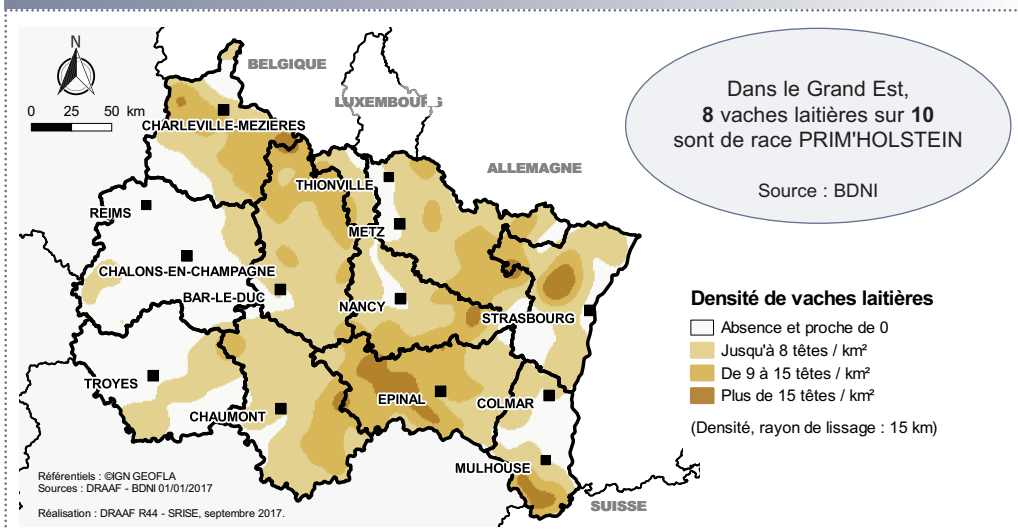 N
0 25 50 km
BELGIQUE
LUXEMBOURG
ALLEMAGNE
CHARLEVILLE-MEZIERES
THIONVILLE
REIMS
METZ
CHALONS-EN-CHAMPAGNE
BAR-LE-DUC
NANCY
STRASBOURG
TROYES
CHAUMONT
EPINAL
COLMAR
MULHOUSE
SUISSE
Référentiels : ©IGN GEOFLA
Sources : DRAAF - BDNI 01/01/2017
Réalisation : DRAAF R44 - SRISE, septembre 2017.
Dans le Grand Est,
8 vaches laitières sur 10
sont de race PRIM'HOLSTEIN
Source : BDNI
Densité de vaches laitières
Absence et proche de 0
Jusqu'à 8 têtes / km²
De 9 à 15 têtes / km²
Plus de 15 têtes / km²
(Densité, rayon de lissage : 15 km)